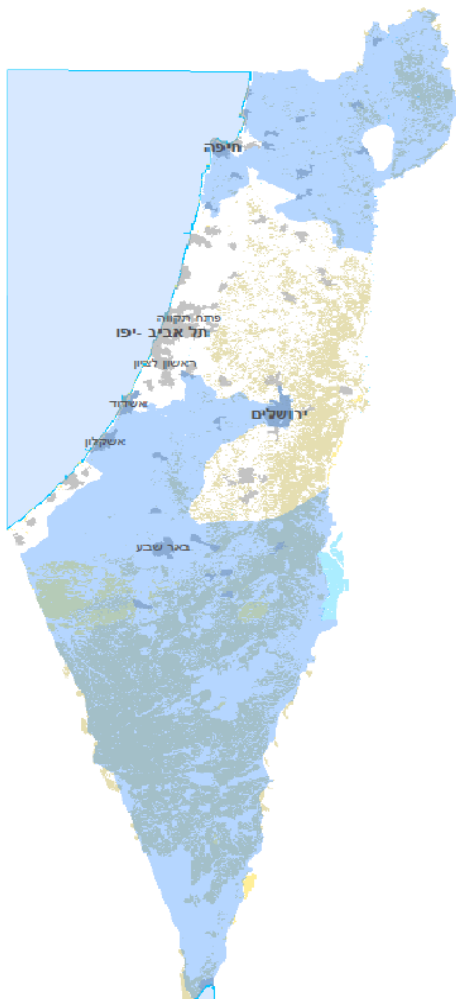 חיפה
פתח תקווה
תל אביב -יפו
ראשון לציון
אשדוד
ירושלים
אשקלון
באר שבע